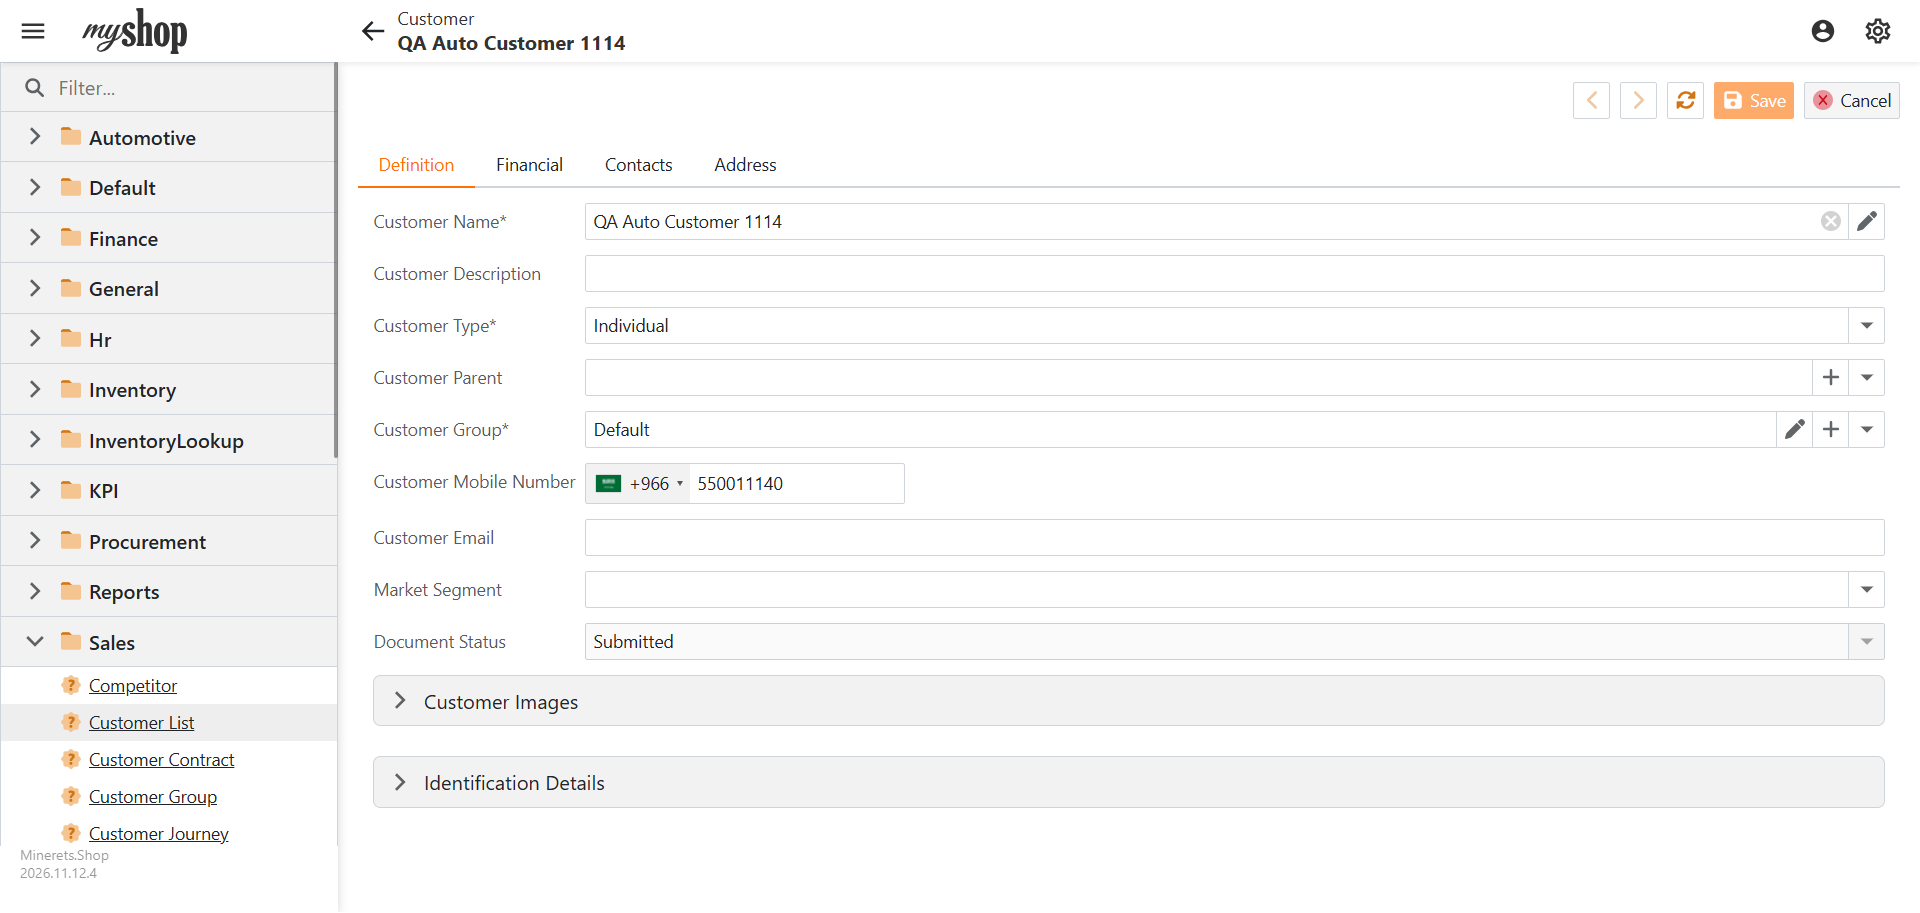 myshop
Customer
QA Auto Customer 1114
Filter...
Save
Cancel
Automotive
Default
Finance
General
Hr
Inventory
InventoryLookup
KPI
Procurement
Reports
Sales
Competitor
Customer List
Customer Contract
Customer Group
Customer Journey
Minerets.Shop
2026.11.12.4
Definition
Financial
Contacts
Address
Customer Name*
QA Auto Customer 1114
Customer Description
Customer Type*
Individual
Customer Parent
Customer Group*
Default
Customer Mobile Number
+966
550011140
Customer Email
Market Segment
Document Status
Submitted
Customer Images
Identification Details